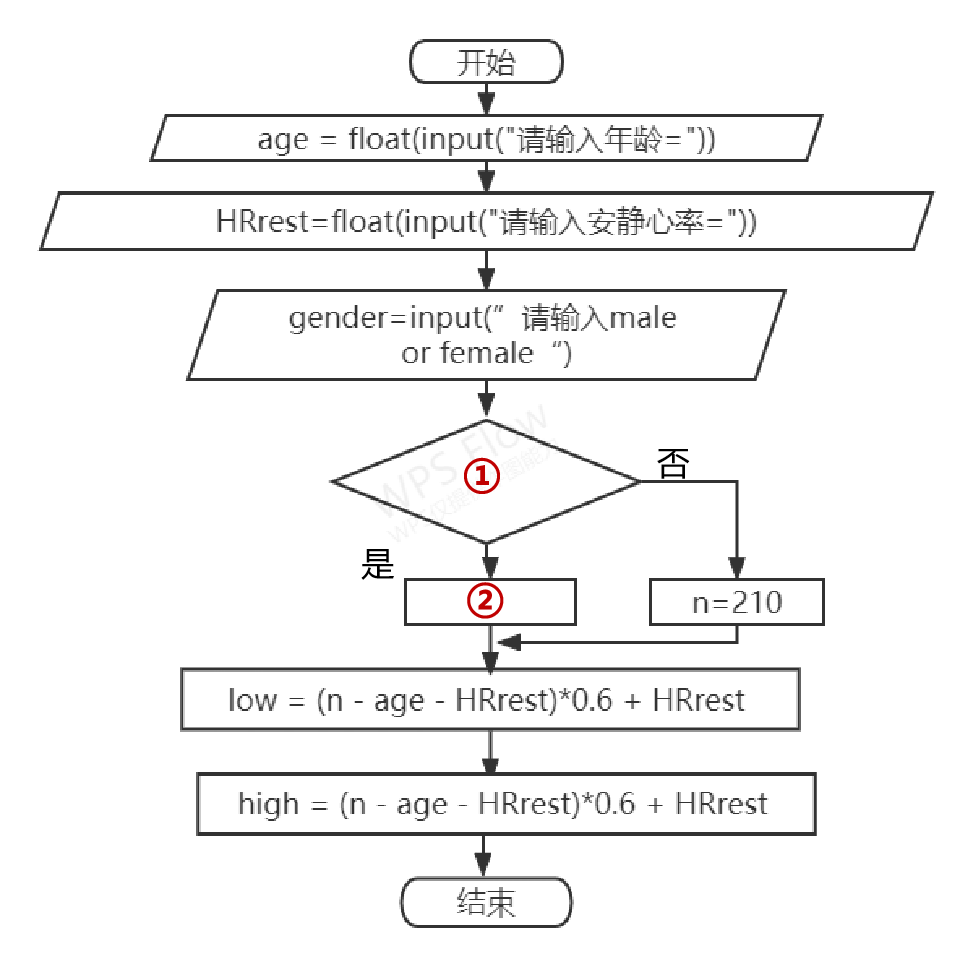 开始
age = float(input("请输入年龄="))
HRrest=float(input("请输入安静心率="))
gender=input(”请输入male
or female“)
WPS Flow
①
否
是
②
n=210
low = (n - age - HRrest)*0.6 + HRrest
high = (n - age - HRrest)*0.6 + HRrest
结束